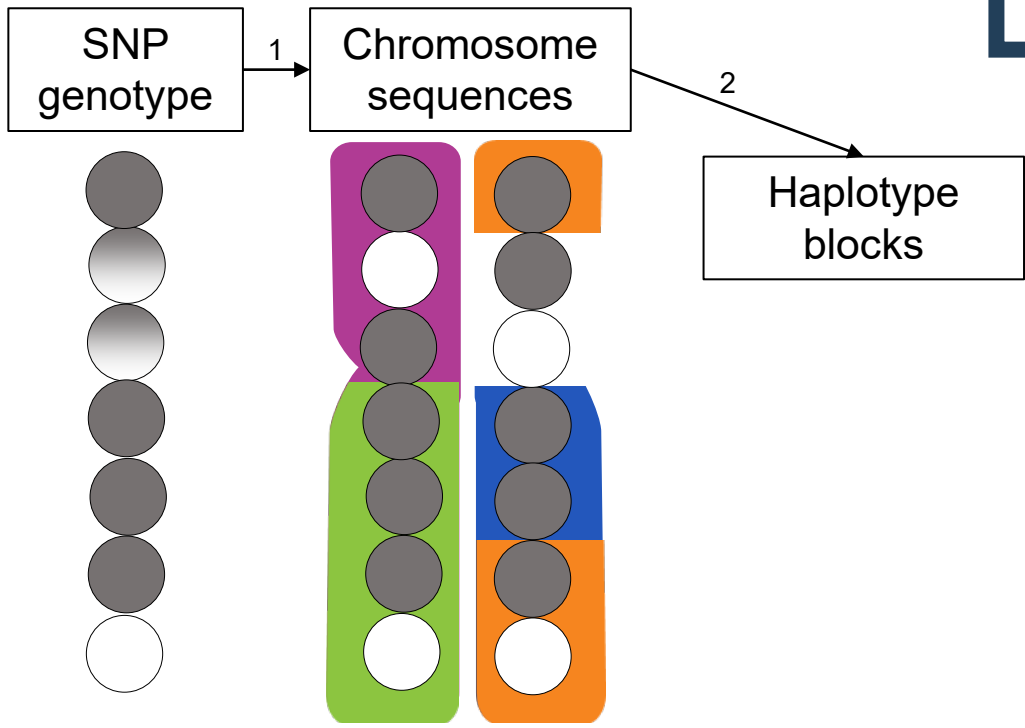 SNP
genotype
1
Chromosome
sequences
2
Haplotype
blocks